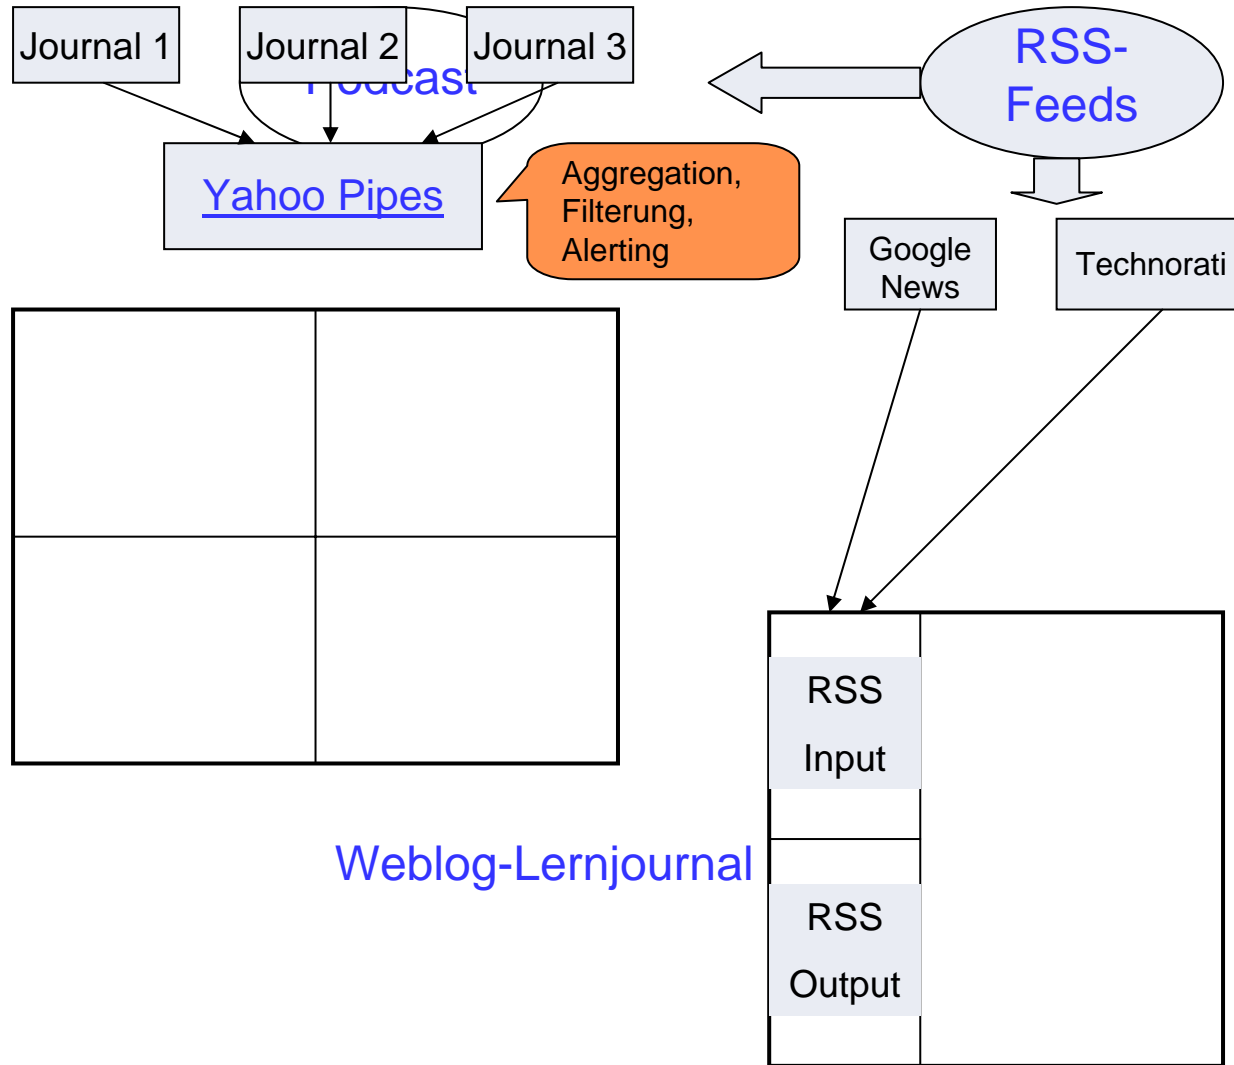 Journal 1
Journal 2
Journal 3
Podcast
RSS-
Feeds
Yahoo Pipes
Aggregation,
Filterung,
Alerting
Google
News
Technorati
RSS
Input
Weblog-Lernjournal
RSS
Output